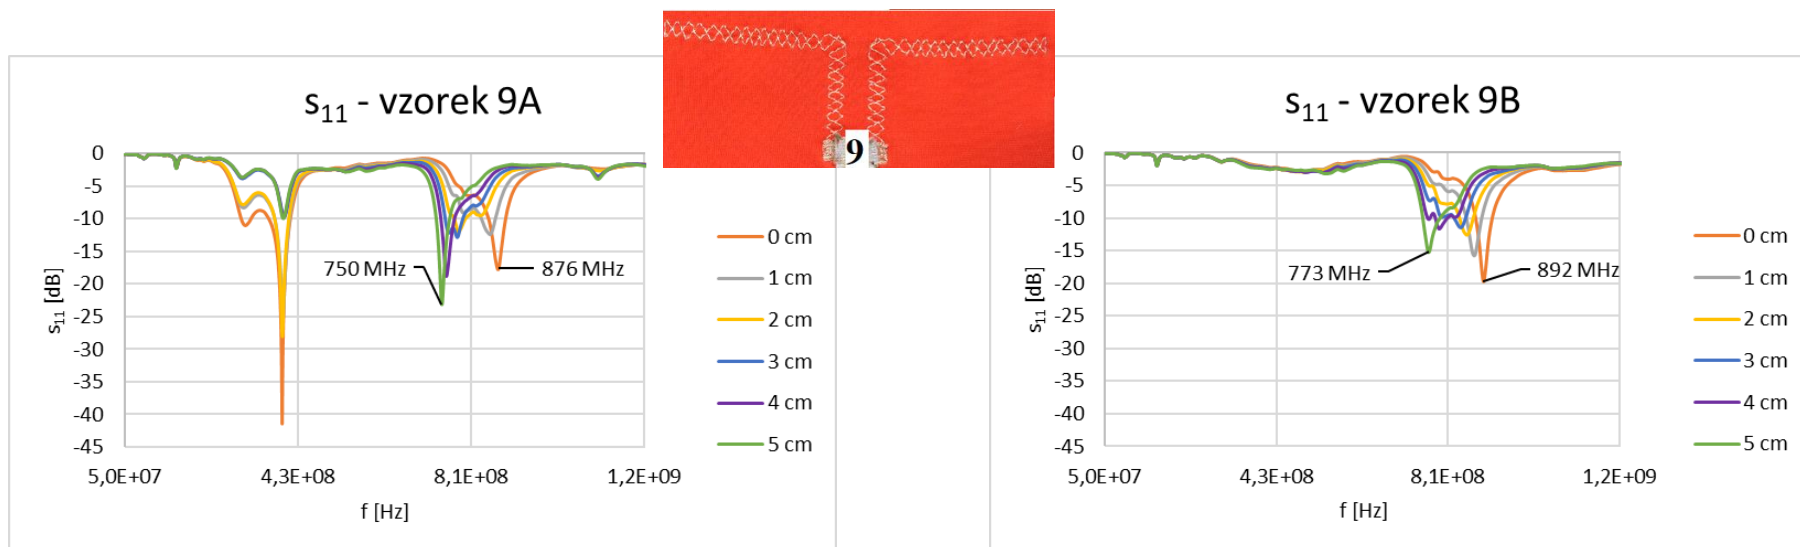 s₁₁ - vzorek 9A
0
-5
-10
-15
-20
-25
-30
-35
-40
-45
s₁₁ [dB]
750 MHz
876 MHz
5,0E+07
4,3E+08
8,1E+08
1,2E+09
f [Hz]
0 cm
1 cm
2 cm
3 cm
4 cm
5 cm
9
s₁₁ - vzorek 9B
0
-5
-10
-15
-20
-25
-30
-35
-40
-45
s₁₁ [dB]
773 MHz
892 MHz
5,0E+07
4,3E+08
8,1E+08
1,2E+09
f [Hz]
0 cm
1 cm
2 cm
3 cm
4 cm
5 cm